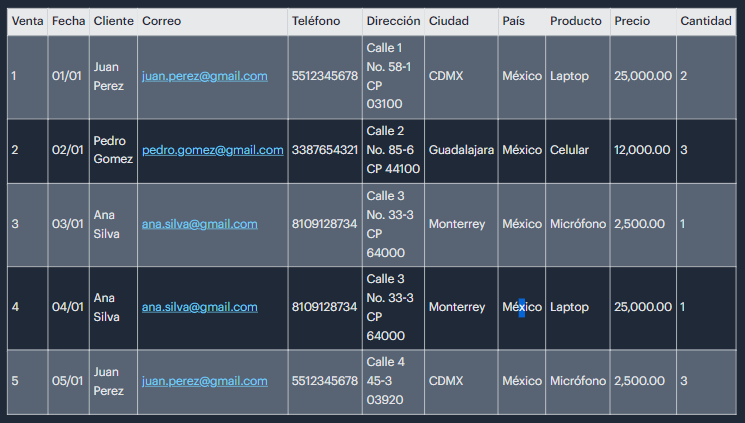 Venta Fecha Cliente Correo Teléfono Dirección Ciudad País Producto Precio Cantidad
1 01/01 Juan Perez juan.perez@gmail.com 5512345678 Calle 1 No. 58-1 CP 03100 CDMX México Laptop 25,000.00 2
2 02/01 Pedro Gomez pedro.gomez@gmail.com 3387654321 Calle 2 No. 85-6 CP 44100 Guadalajara México Celular 12,000.00 3
3 03/01 Ana Silva ana.silva@gmail.com 8109128734 Calle 3 No. 33-3 CP 64000 Monterrey México Micrófono 2,500.00 1
4 04/01 Ana Silva ana.silva@gmail.com 8109128734 Calle 3 No. 33-3 CP 64000 Monterrey México Laptop 25,000.00 1
5 05/01 Juan Perez juan.perez@gmail.com 5512345678 Calle 4 45-3 03920 CDMX México Micrófono 2,500.00 3